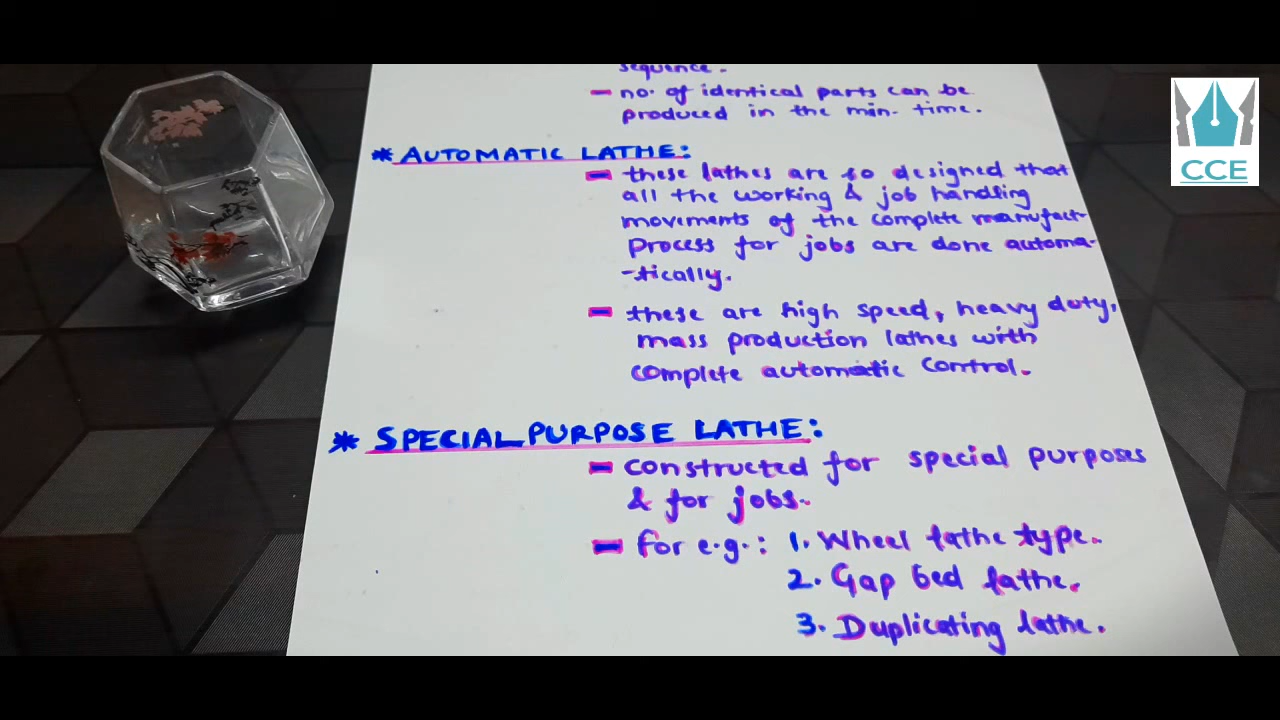 sequence.
- no. of identical parts can be
produced in the min. time.
* AUTOMATIC LATHE:
- these lathes are so designed that
all the working & job handling
movements of the complete manufact-
process for jobs are done automa-
-tically.
- these are high speed, heavy duty,
mass production lathes with
complete automatic control.
* SPECIAL PURPOSE LATHE:
- constructed for special purposes
& for jobs.
- for e.g.: 1. Wheel lathe type.
2. Gap bed lathe.
3. Duplicating lathe.
CCE